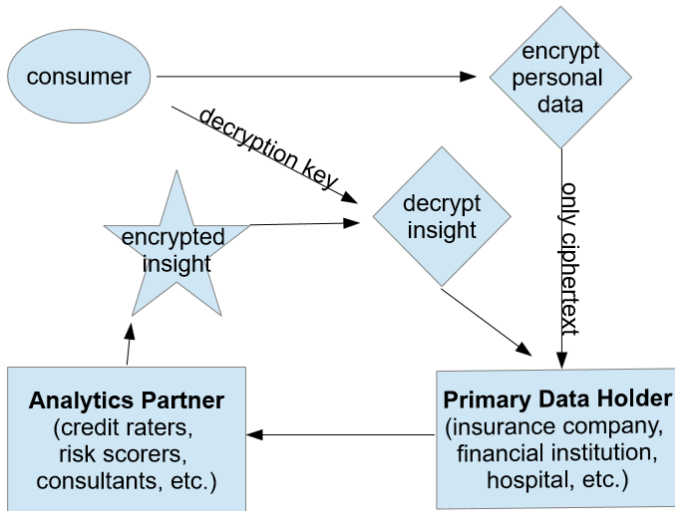 consumer
encrypt
personal
data
decryption key
decrypt
insight
encrypted
insight
only ciphertext
Analytics Partner
(credit raters,
risk scorers,
consultants, etc.)
Primary Data Holder
(insurance company,
financial institution,
hospital, etc.)